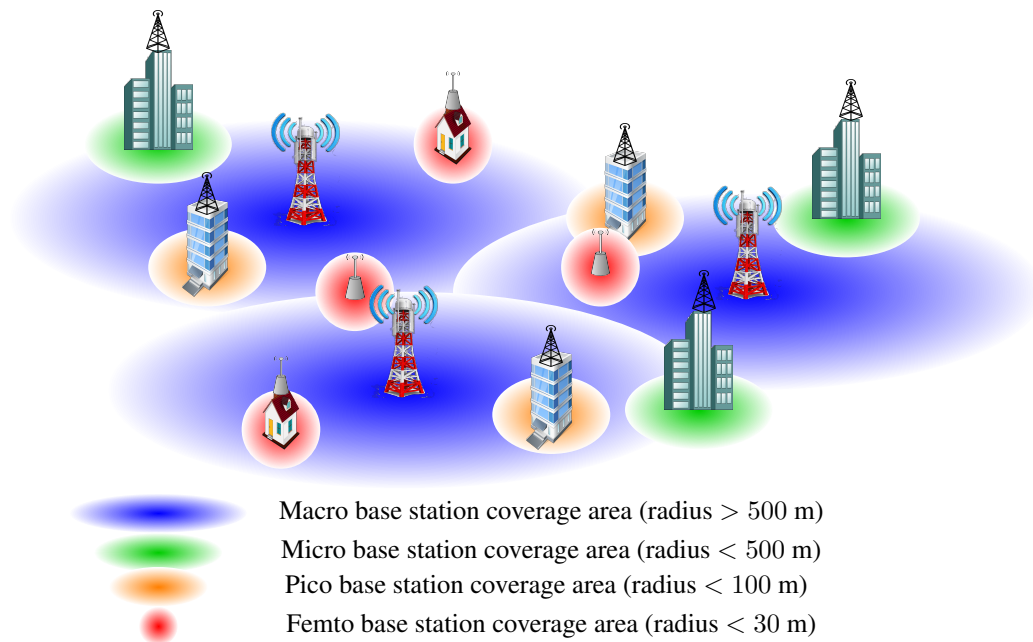 Macro base station coverage area (radius > 500 m)
Micro base station coverage area (radius < 500 m)
Pico base station coverage area (radius < 100 m)
Femto base station coverage area (radius < 30 m)